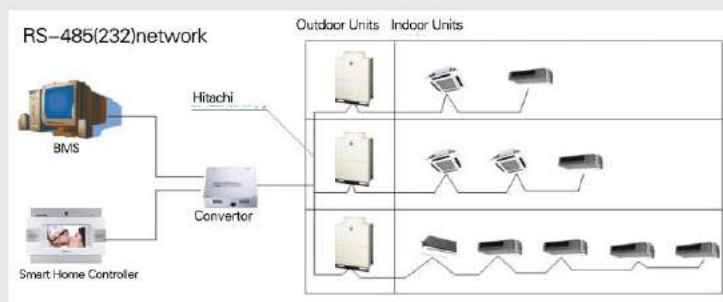 Outdoor Units Indoor Units
RS-485(232)network
Hitachi
BMS
Convertor
Smart Home Controller